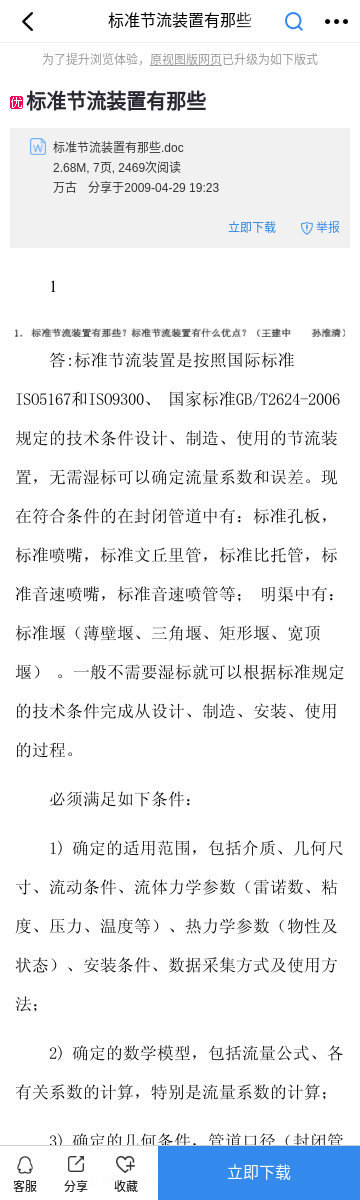 标准节流装置有那些
为了提升浏览体验，原视图版网页已升级为如下版式
优 标准节流装置有那些
标准节流装置有那些.doc
2.68M, 7页, 2469次阅读
万古 分享于2009-04-29 19:23
立即下载 举报
1
1. 标准节流装置有那些？标准节流装置有什么优点？（王建中 孙淮清）
答:标准节流装置是按照国际标准
ISO5167和ISO9300、 国家标准GB/T2624-2006
规定的技术条件设计、制造、使用的节流装
置，无需湿标可以确定流量系数和误差。现
在符合条件的在封闭管道中有：标准孔板，
标准喷嘴，标准文丘里管，标准比托管，标
准音速喷嘴，标准音速喷管等； 明渠中有：
标准堰（薄壁堰、三角堰、矩形堰、宽顶
堰） 。一般不需要湿标就可以根据标准规定
的技术条件完成从设计、制造、安装、使用
的过程。
必须满足如下条件：
1）确定的适用范围，包括介质、几何尺
寸、流动条件、流体力学参数（雷诺数、粘
度、压力、温度等）、热力学参数（物性及
状态）、安装条件、数据采集方式及使用方
法；
2）确定的数学模型，包括流量公式、各
有关系数的计算，特别是流量系数的计算；
3）确定的几何条件，管道口径（封闭管
客服 分享 收藏 立即下载